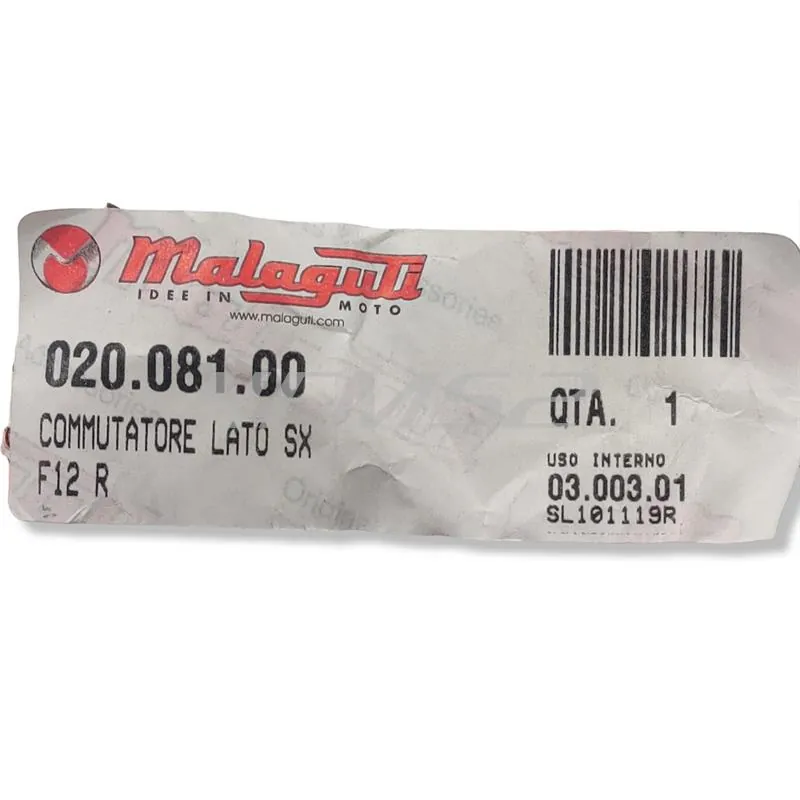 Malaguti
IDEE IN MOTO
www.malaguti.com
020.081.00
COMMUTATORE LATO SX
F12 R
QTA. 1
USO INTERNO
03.003.01
SL101119R